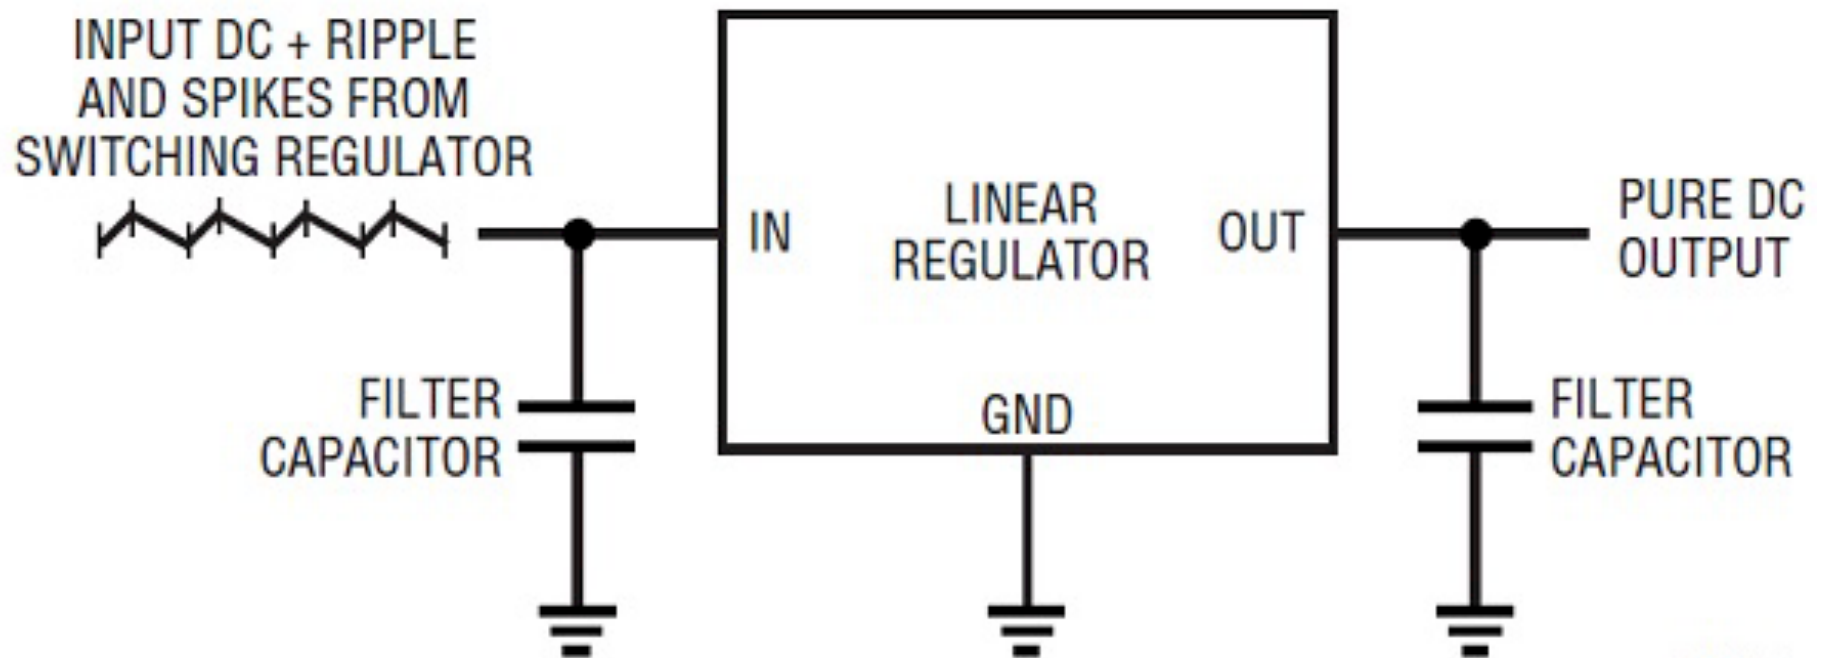 INPUT DC + RIPPLE
AND SPIKES FROM
SWITCHING REGULATOR
IN
LINEAR
REGULATOR
OUT
PURE DC
OUTPUT
FILTER
CAPACITOR
GND
FILTER
CAPACITOR